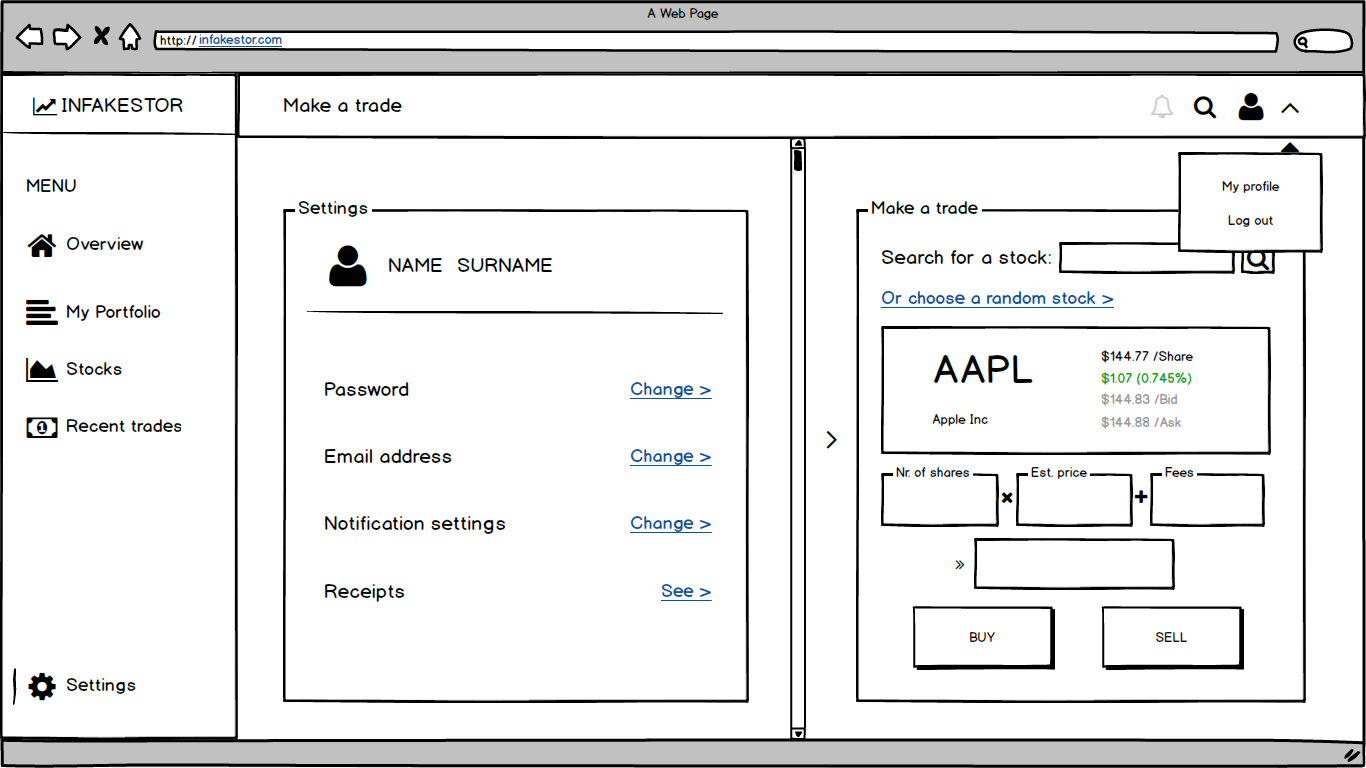 A Web Page
http://infakestor.com
INFAKESTOR
Make a trade
MENU
Overview
My Portfolio
Stocks
Recent trades
Settings
Settings
NAME SURNAME
Password Change >
Email address Change >
Notification settings Change >
Receipts See >
My profile
Log out
Make a trade
Search for a stock:
Or choose a random stock >
AAPL
Apple Inc
$144.77 /Share
$1.07 (0.745%)
$144.83 /Bid
$144.88 /Ask
Nr. of shares × Est. price + Fees
»
BUY
SELL